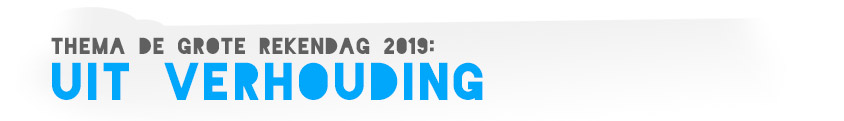 THEMA DE GROTE REKENDAG 2019:
UIT VERHOUDING